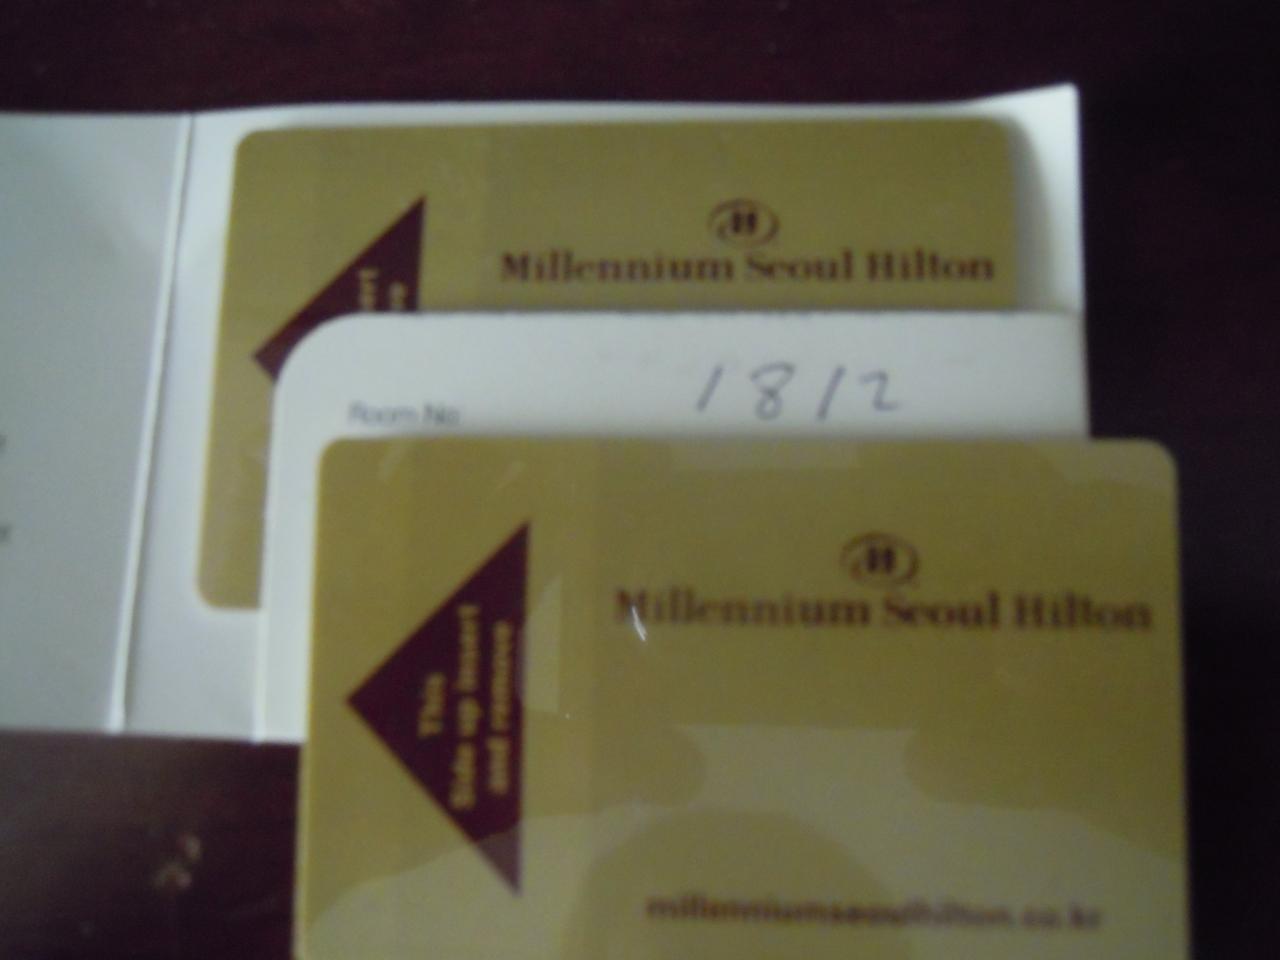 H
Millennium Seoul Hilton
Room No
1812
H
Millennium Seoul Hilton
This
Side up insert
and remove
millenniumseoulhilton.co.kr